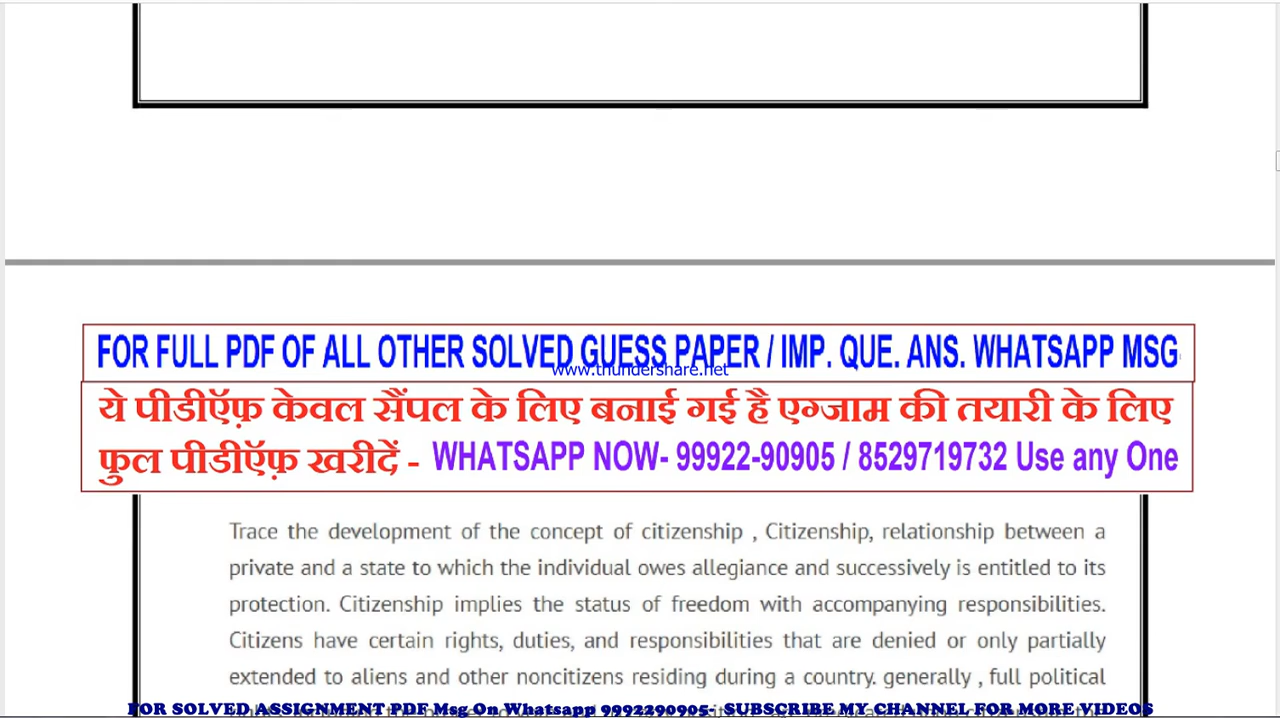 FOR FULL PDF OF ALL OTHER SOLVED GUESS PAPER / IMP. QUE. ANS. WHATSAPP MSG
www.thundershare.net
ये पीडीऍफ़ केवल सैंपल के लिए बनाई गई है एग्जाम की तयारी के लिए
फुल पीडीऍफ़ खरीदें - WHATSAPP NOW- 99922-90905 / 8529719732 Use any One
Trace the development of the concept of citizenship , Citizenship, relationship between a
private and a state to which the individual owes allegiance and successively is entitled to its
protection. Citizenship implies the status of freedom with accompanying responsibilities.
Citizens have certain rights, duties, and responsibilities that are denied or only partially
extended to aliens and other noncitizens residing during a country. generally , full political
FOR SOLVED ASSIGNMENT PDF Msg On Whatsapp 9992290905- SUBSCRIBE MY CHANNEL FOR MORE VIDEOS